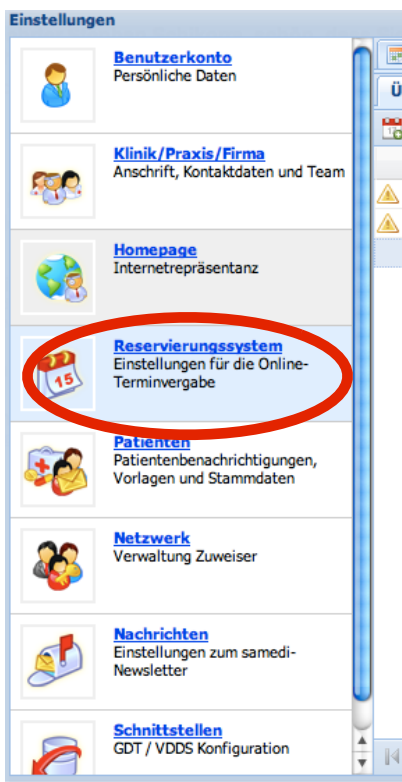 Einstellungen
Benutzerkonto
Persönliche Daten
Klinik/Praxis/Firma
Anschrift, Kontaktdaten und Team
Homepage
Internetrepräsentanz
Reservierungssystem
Einstellungen für die Online-
Terminvergabe
15
Patienten
Patientenbenachrichtigungen,
Vorlagen und Stammdaten
Netzwerk
Verwaltung Zuweiser
Nachrichten
Einstellungen zum samedi-
Newsletter
Schnittstellen
GDT / VDDS Konfiguration
Ü